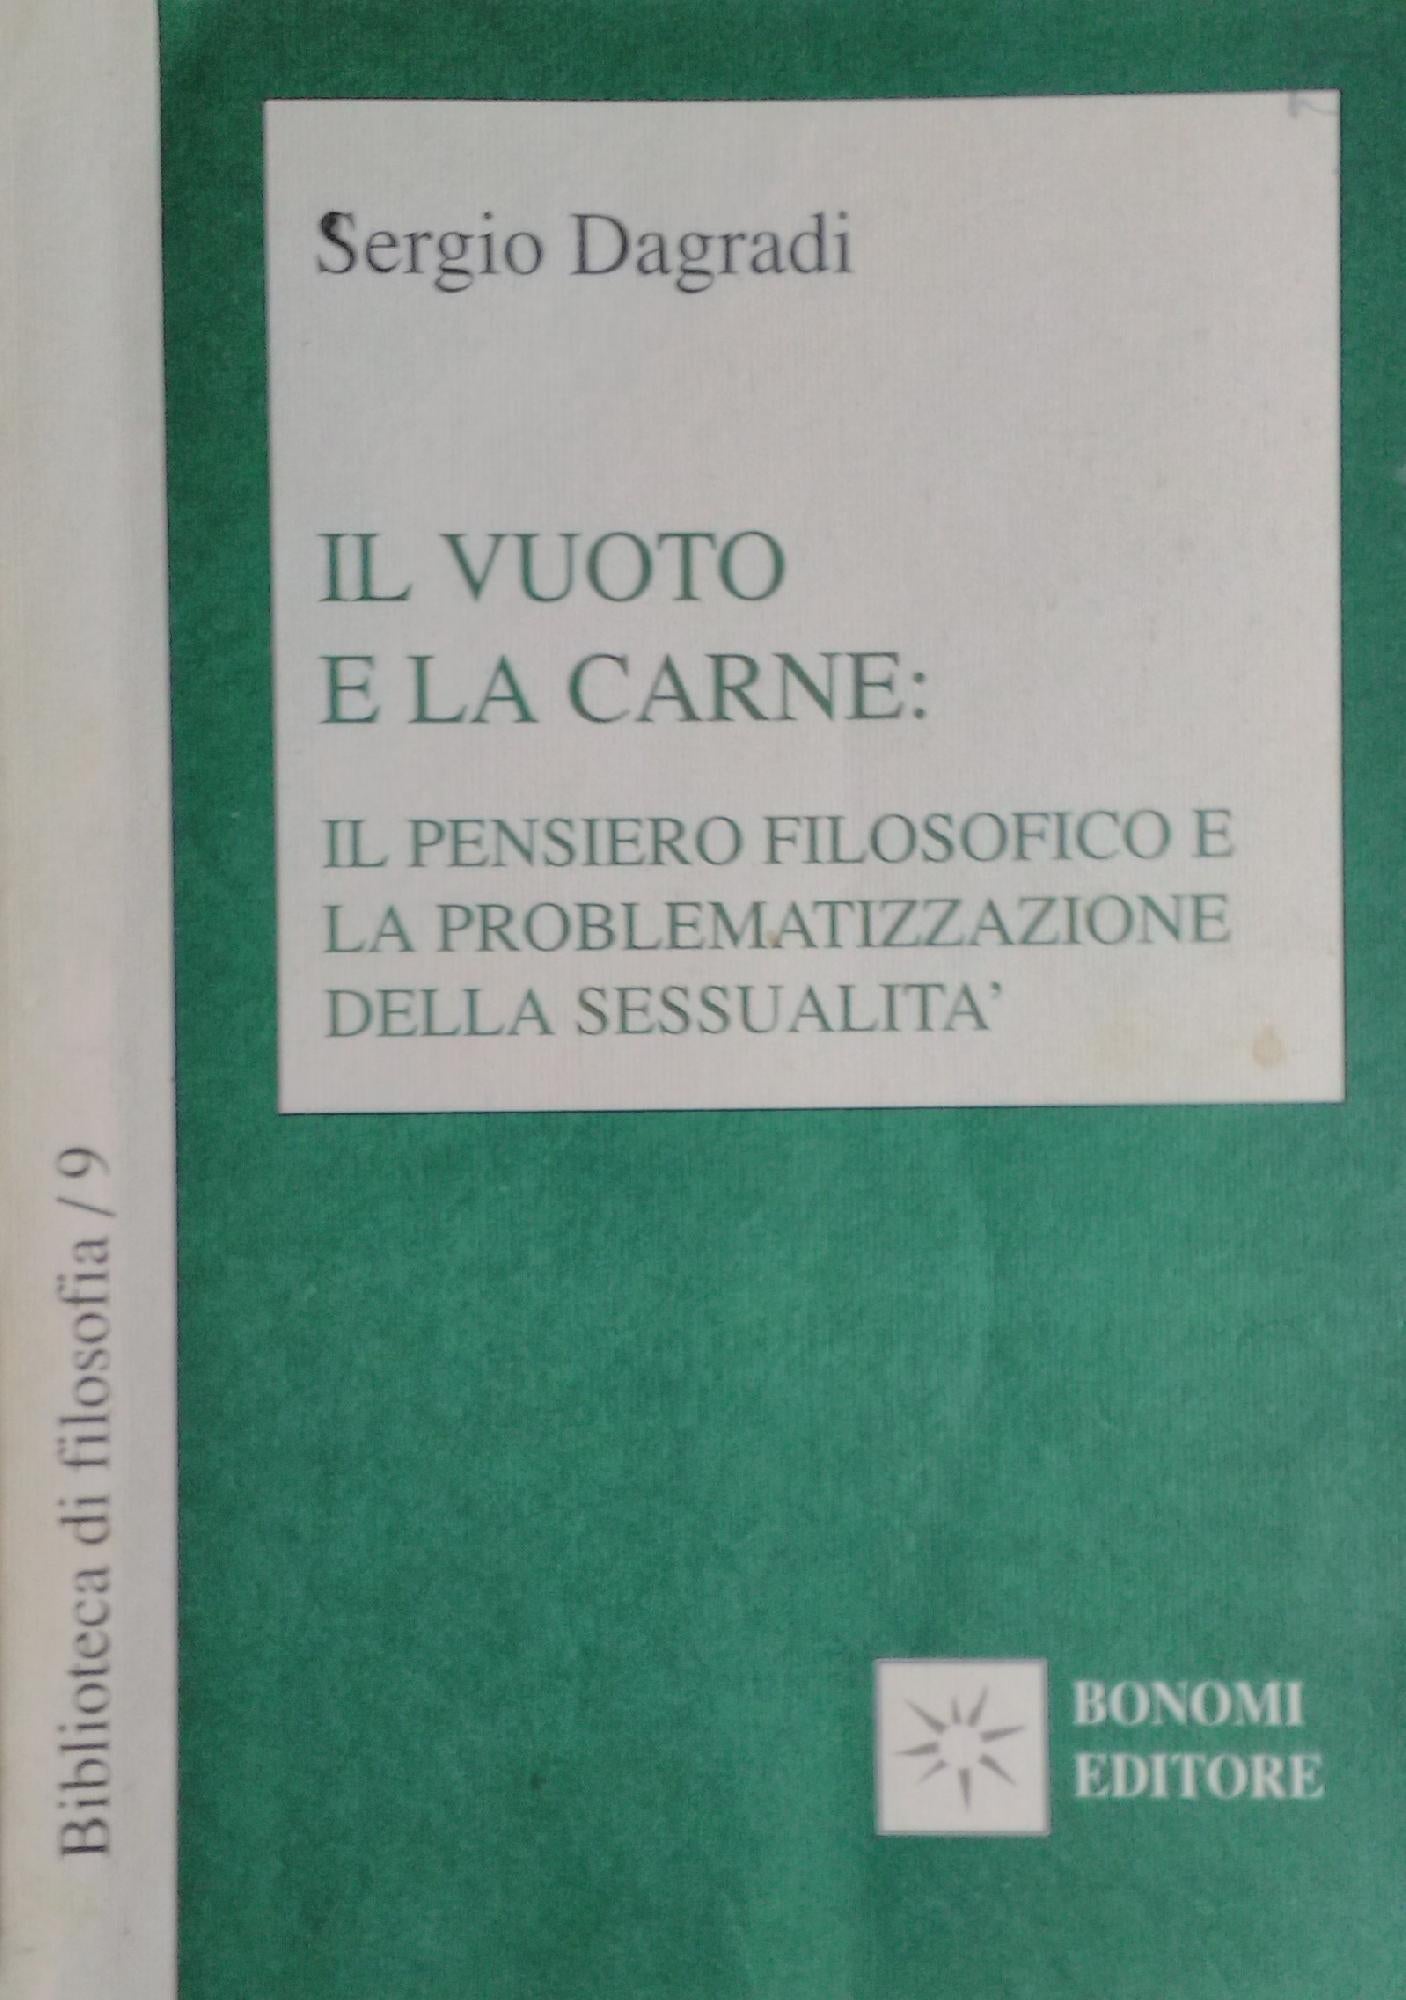 Sergio Dagradi
IL VUOTO
E LA CARNE:
IL PENSIERO FILOSOFICO E
LA PROBLEMATIZZAZIONE
DELLA SESSUALITA’
Biblioteca di filosofia / 9
BONOMI
EDITORE